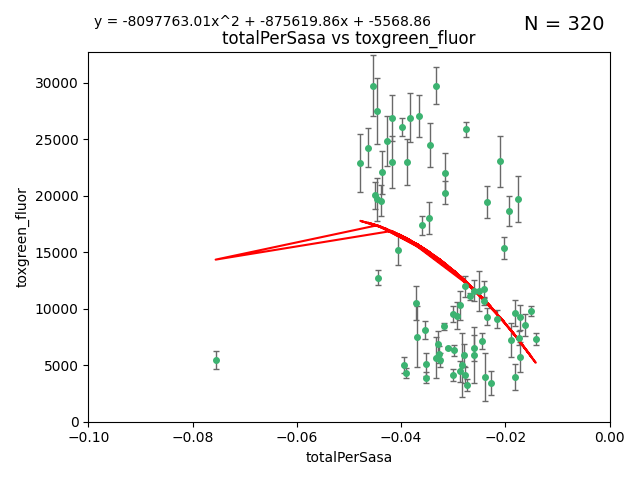 y = -8097763.01x^2 + -875619.86x + -5568.86
N = 320
totalPerSasa vs toxgreen_fluor
toxgreen_fluor
30000
25000
20000
15000
10000
5000
0
−0.10 −0.08 −0.06 −0.04 −0.02 0.00
totalPerSasa